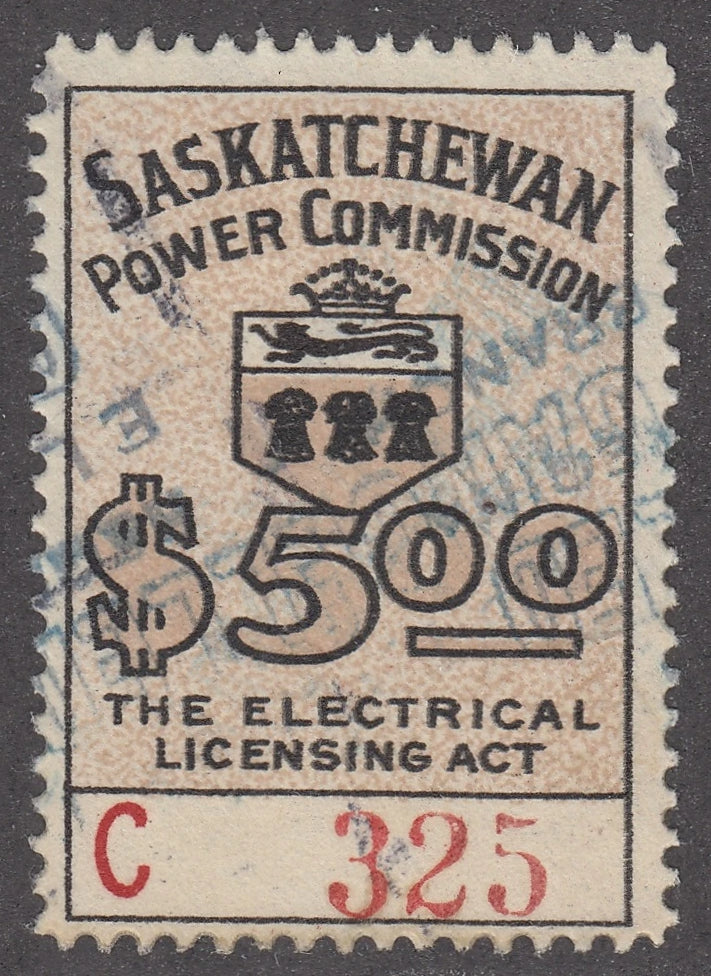 SASKATCHEWAN
POWER COMMISSION
$5.00
THE ELECTRICAL
LICENSING ACT
C 325